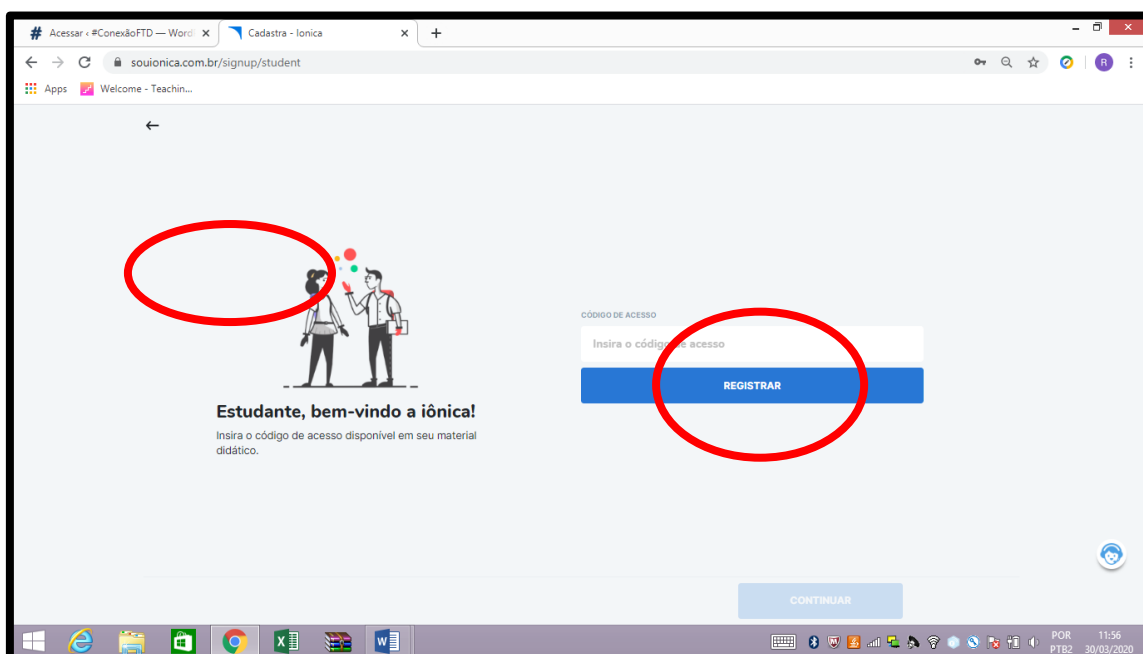 Acessar ‹ #ConexãoFTD — Word
Cadastra - Ionica
souionica.com.br/signup/student
R
Apps
Welcome - Teachin...
CÓDIGO DE ACESSO
Insira o código de acesso
REGISTRAR
Estudante, bem-vindo a iônica!
Insira o código de acesso disponível em seu material
didático.
CONTINUAR
POR 11:56
PTB2 30/03/2020